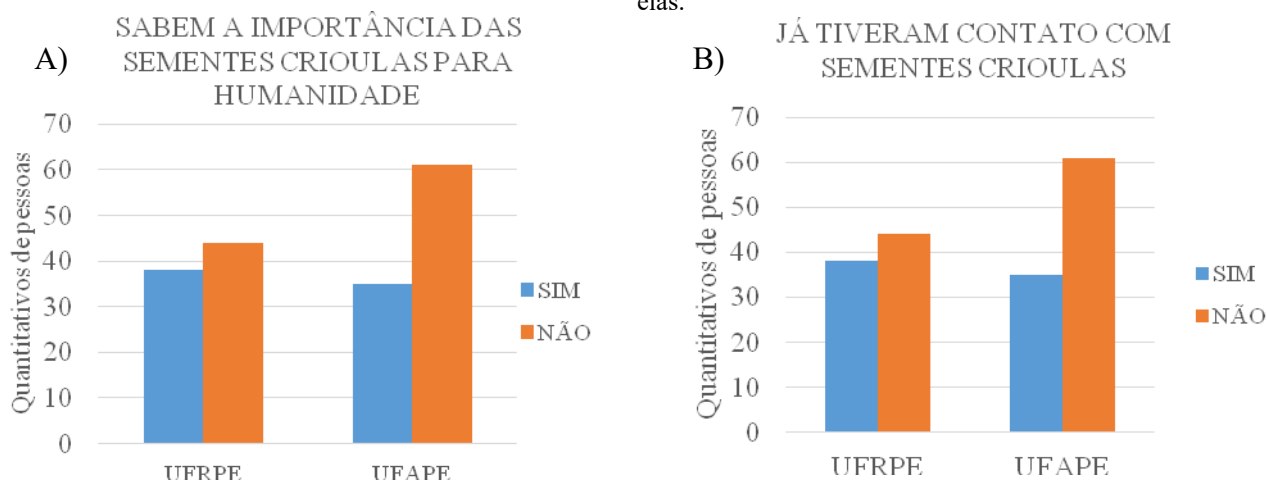 elas.
A)
SABEM A IMPORTÂNCIA DAS
SEMENTES CRIOULAS PARA
HUMANIDADE
Quantitativos de pessoas
70
60
50
40
30
20
10
0
UFRPE
UFAPE
SIM
NÃO
B)
JÁ TIVERAM CONTATO COM
SEMENTES CRIOULAS
Quantitativos de pessoas
70
60
50
40
30
20
10
0
UFRPE
UFAPE
SIM
NÃO